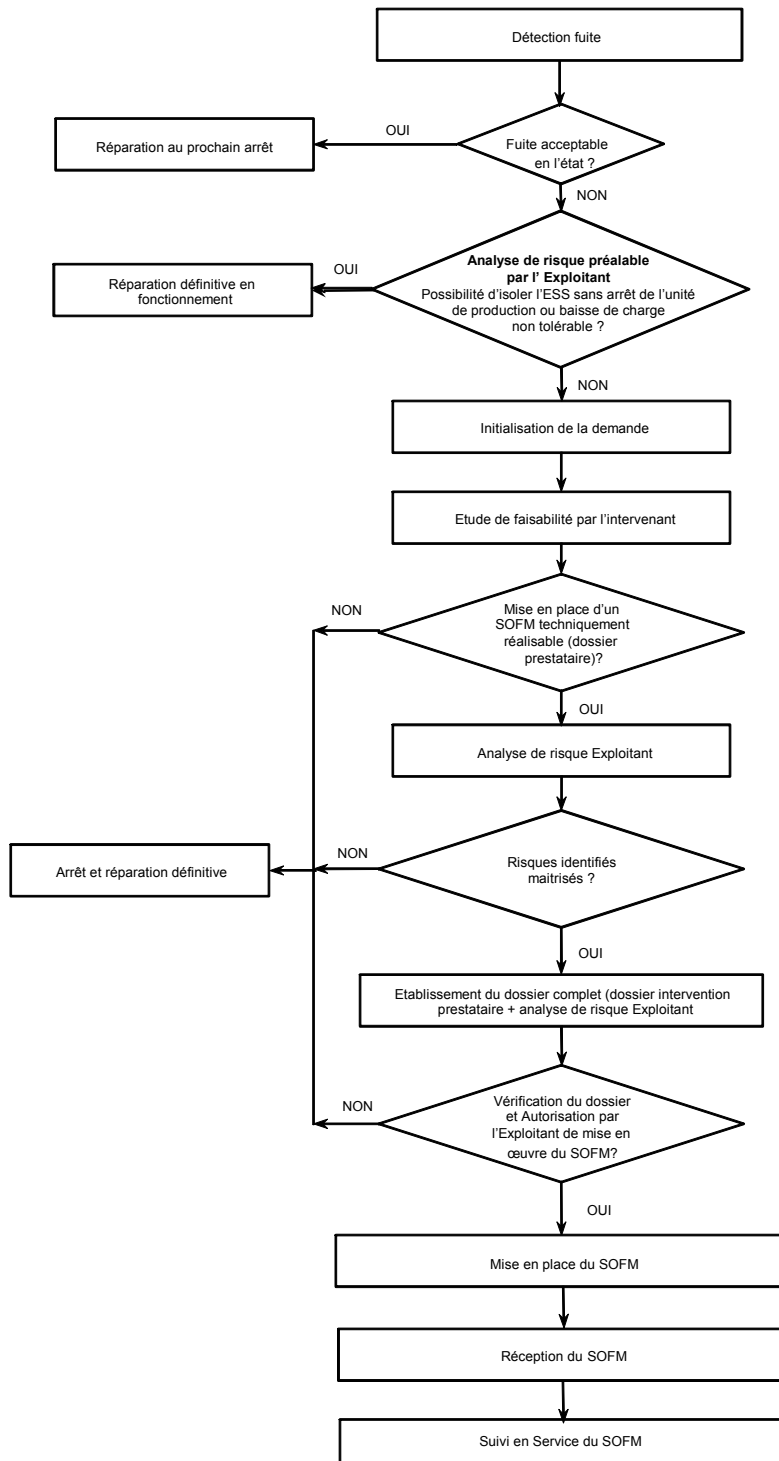 Détection fuite
OUI
Réparation au prochain arrêt
Fuite acceptable
en l'état ?
NON
Analyse de risque préalable
par l' Exploitant
Possibilité d'isoler l'ESS sans arrêt de l'unité
de production ou baisse de charge
non tolérable ?
OUI
Réparation définitive en
fonctionnement
NON
Initialisation de la demande
Etude de faisabilité par l'intervenant
Mise en place d'un
SOFM techniquement
réalisable (dossier
prestataire)?
NON
OUI
Analyse de risque Exploitant
Risques identifiés
maitrisés ?
NON
Arrêt et réparation définitive
OUI
Etablissement du dossier complet (dossier intervention
prestataire + analyse de risque Exploitant
Vérification du dossier
et Autorisation par
l'Exploitant de mise en
œuvre du SOFM?
NON
OUI
Mise en place du SOFM
Réception du SOFM
Suivi en Service du SOFM